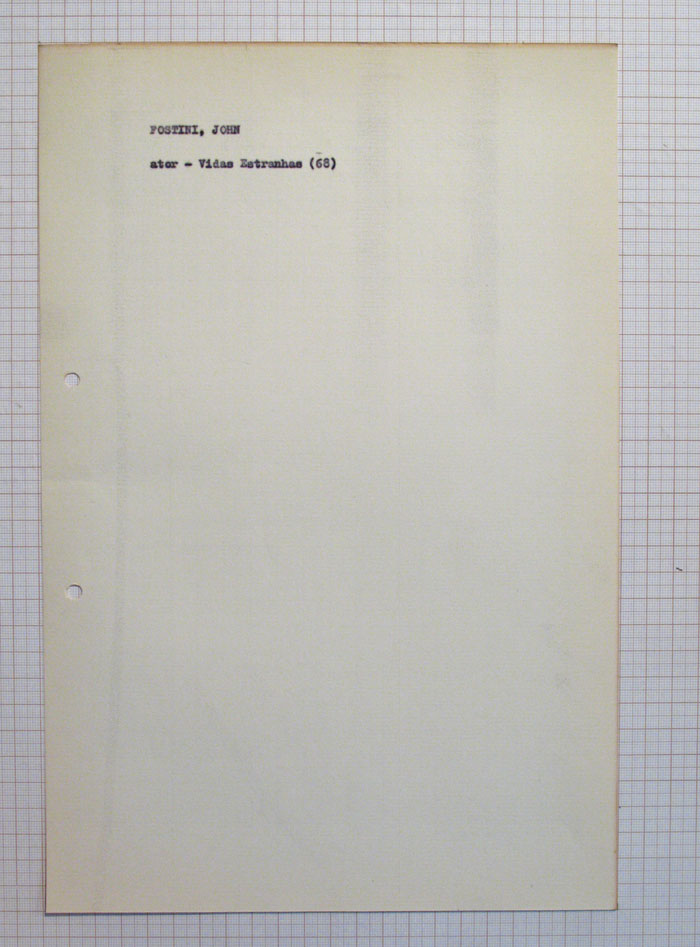 FOSTINI, JOHN
ator - Vidas Estranhas (68)